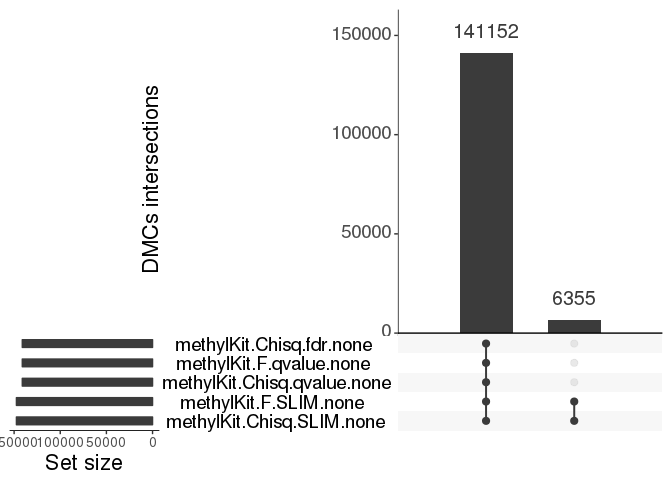 150000
141152
100000
50000
6355
0
DMCs intersections
methylKit.Chisq.fdr.none
methylKit.F.qvalue.none
methylKit.Chisq.qvalue.none
methylKit.F.SLIM.none
methylKit.Chisq.SLIM.none
50000 100000 50000 0
Set size